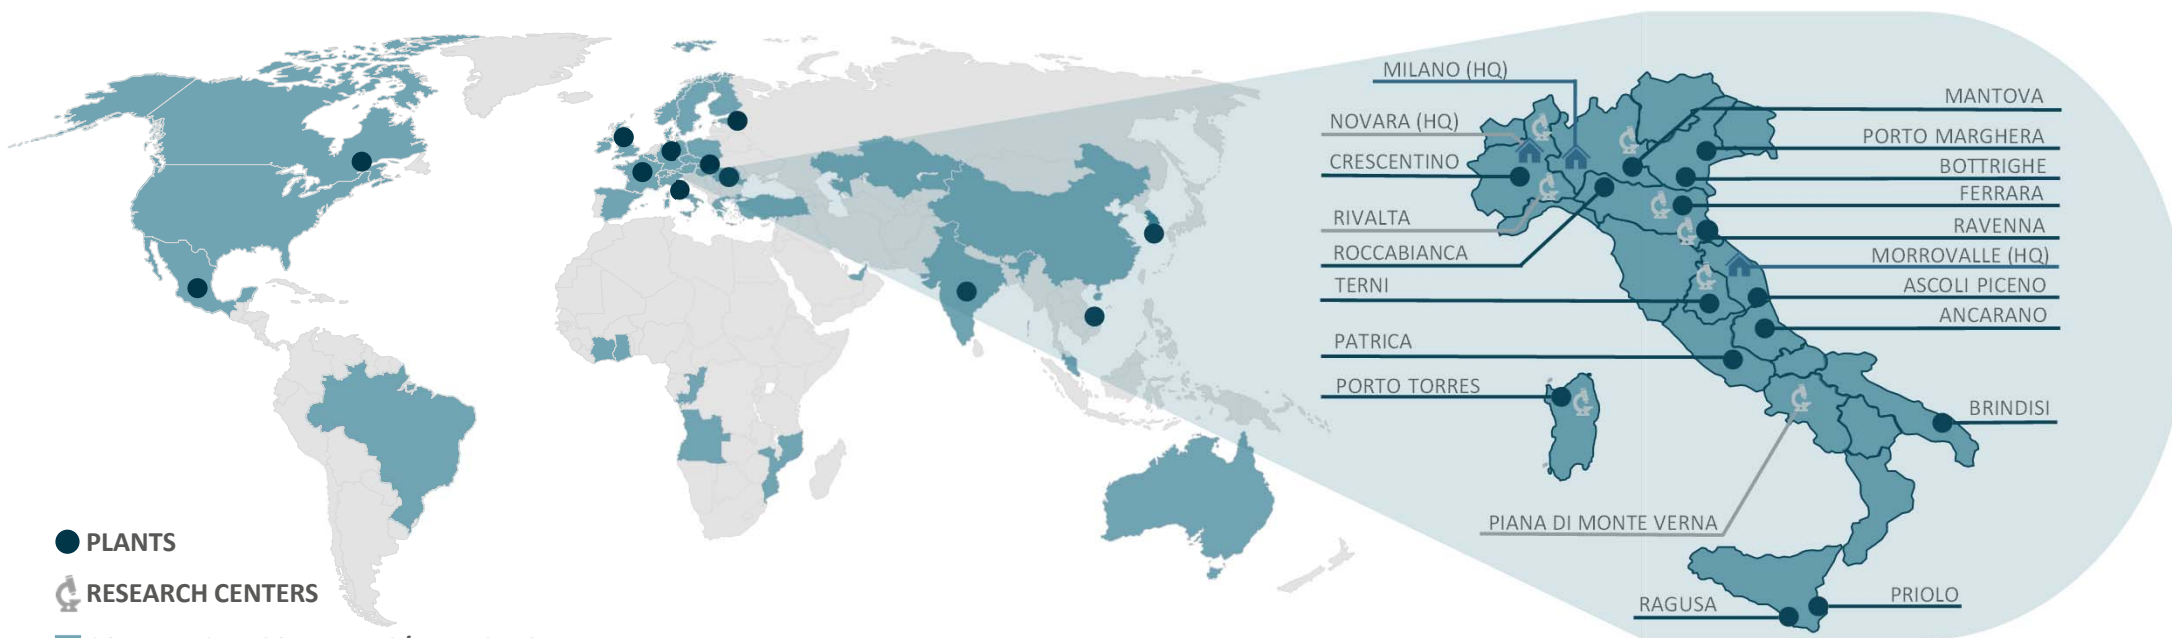 MILANO (HQ)
NOVARA (HQ)
CRESCENTINO
RIVALTA
ROCCABIANCA
TERNI
PATRICA
PORTO TORRES
PIANA DI MONTE VERNA
RAGUSA
MANTOVA
PORTO MARGHERA
BOTTRIGHE
FERRARA
RAVENNA
MORROVALLE (HQ)
ASCOLI PICENO
ANCARANO
BRINDISI
PRIOLO
PLANTS
RESEARCH CENTERS